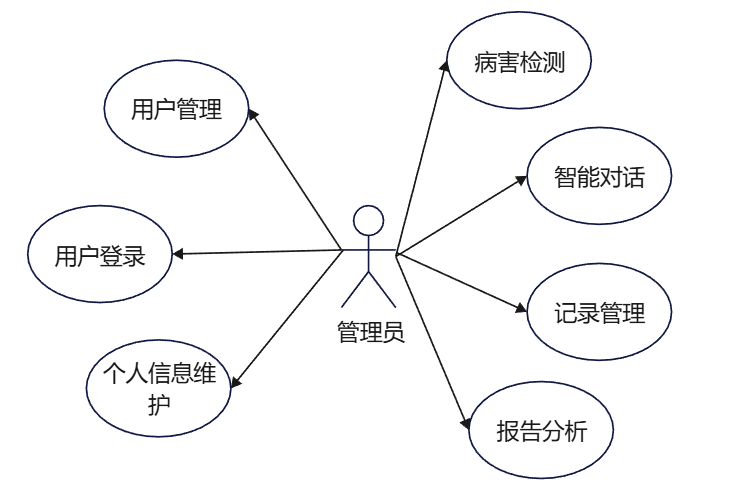 病害检测
用户管理
智能对话
用户登录
记录管理
管理员
个人信息维
护
报告分析